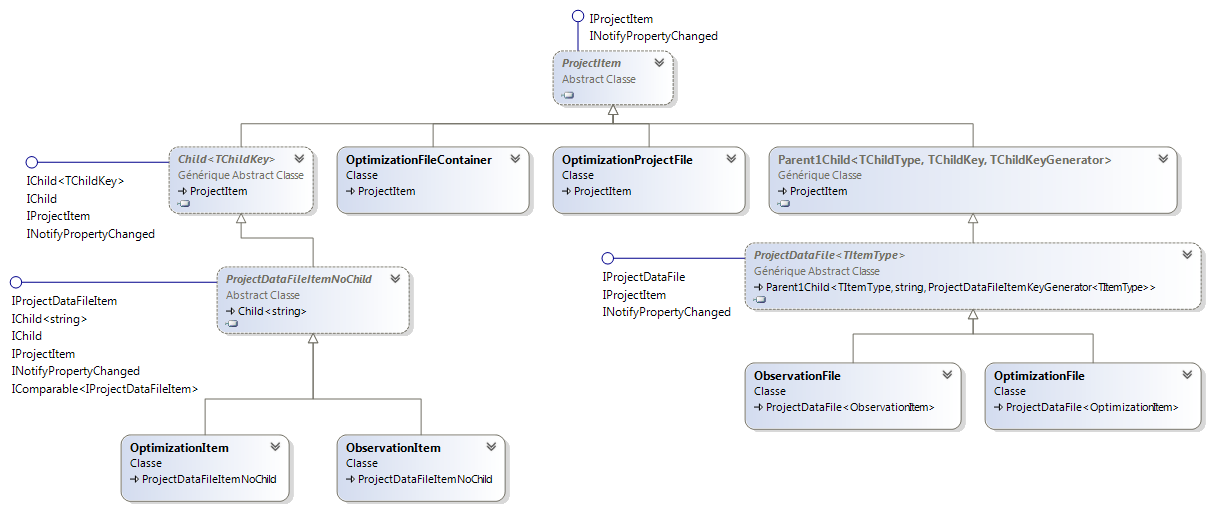 IProjectItem
INotifyPropertyChanged
ProjectItem
Abstract Classe
IChild<TChildKey>
IChild
IProjectItem
INotifyPropertyChanged
Child<TChildKey>
Générique Abstract Classe
ProjectItem
OptimizationFileContainer
Classe
ProjectItem
OptimizationProjectFile
Classe
ProjectItem
Parent1Child<TChildType, TChildKey, TChildKeyGenerator>
Générique Classe
ProjectItem
IProjectDataFileItem
IChild<string>
IChild
IProjectItem
INotifyPropertyChanged
IComparable<IProjectDataFileItem>
ProjectDataFileItemNoChild
Abstract Classe
Child<string>
IProjectDataFile
IProjectItem
INotifyPropertyChanged
ProjectDataFile<TItemType>
Générique Abstract Classe
Parent1Child<TItemType, string, ProjectDataFileItemKeyGenerator<TItemType>>
ObservationFile
Classe
ProjectDataFile<ObservationItem>
OptimizationFile
Classe
ProjectDataFile<OptimizationItem>
OptimizationItem
Classe
ProjectDataFileItemNoChild
ObservationItem
Classe
ProjectDataFileItemNoChild